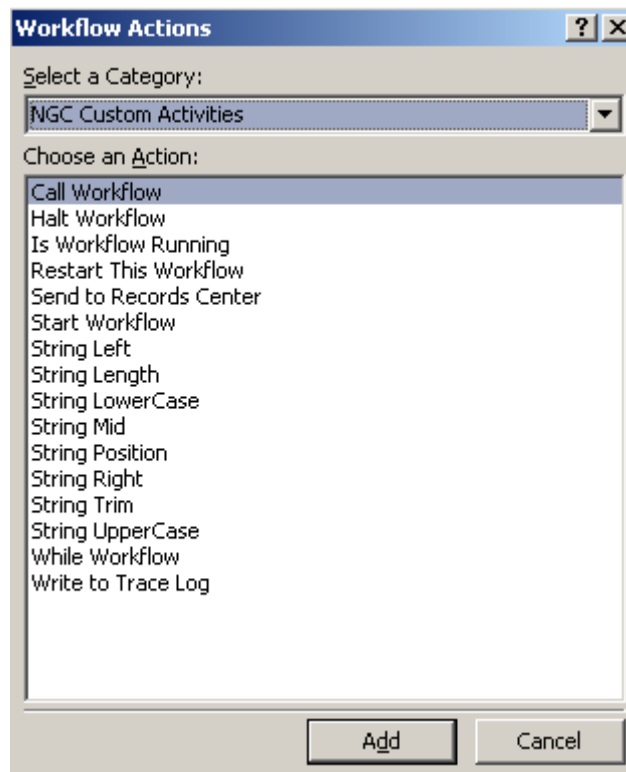 Workflow Actions
Select a Category:
NGC Custom Activities
Choose an Action:
Call Workflow
Halt Workflow
Is Workflow Running
Restart This Workflow
Send to Records Center
Start Workflow
String Left
String Length
String LowerCase
String Mid
String Position
String Right
String Trim
String UpperCase
While Workflow
Write to Trace Log
Add
Cancel